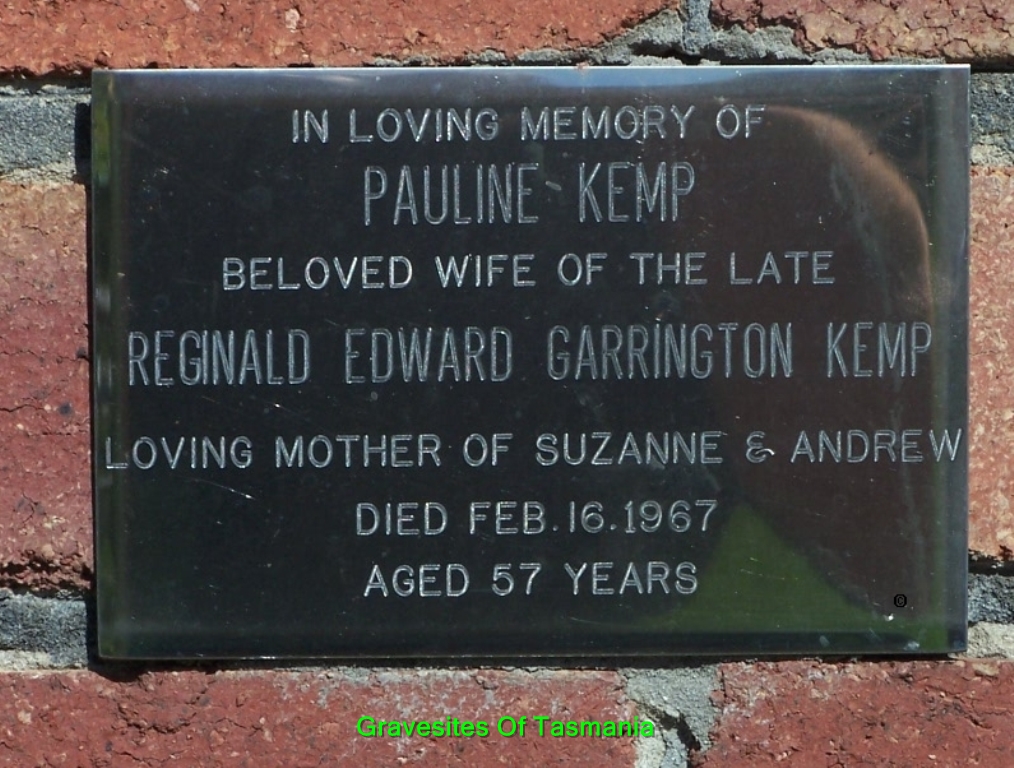 IN LOVING MEMORY OF
PAULINE KEMP
BELOVED WIFE OF THE LATE
REGINALD EDWARD GARRINGTON KEMP
LOVING MOTHER OF SUZANNE & ANDREW
DIED FEB.16.1967
AGED 57 YEARS
©
Gravesites Of Tasmania